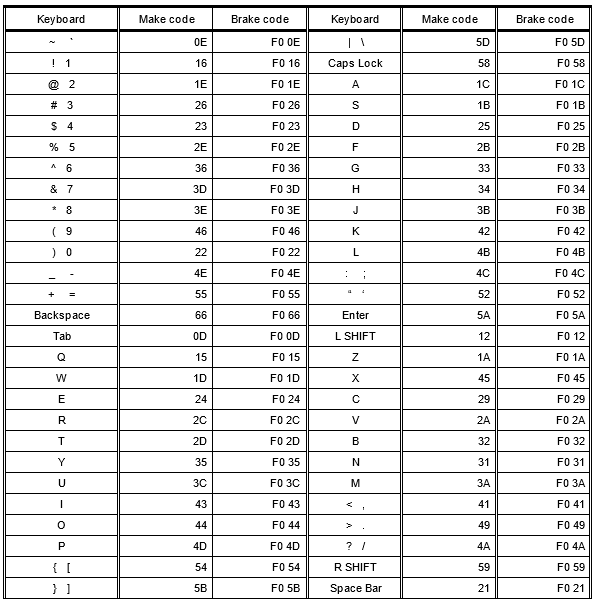 Keyboard Make code Brake code Keyboard Make code Brake code
~ ` 0E F0 0E | \ 5D F0 5D
! 1 16 F0 16 Caps Lock 58 F0 58
@ 2 1E F0 1E A 1C F0 1C
# 3 26 F0 26 S 1B F0 1B
$ 4 23 F0 23 D 25 F0 25
% 5 2E F0 2E F 2B F0 2B
^ 6 36 F0 36 G 33 F0 33
& 7 3D F0 3D H 34 F0 34
* 8 3E F0 3E J 3B F0 3B
( 9 46 F0 46 K 42 F0 42
) 0 22 F0 22 L 4B F0 4B
_ - 4E F0 4E : ; 4C F0 4C
+ = 55 F0 55 “ ‘ 52 F0 52
Backspace 66 F0 66 Enter 5A F0 5A
Tab 0D F0 0D L SHIFT 12 F0 12
Q 15 F0 15 Z 1A F0 1A
W 1D F0 1D X 45 F0 45
E 24 F0 24 C 29 F0 29
R 2C F0 2C V 2A F0 2A
T 2D F0 2D B 32 F0 32
Y 35 F0 35 N 31 F0 31
U 3C F0 3C M 3A F0 3A
I 43 F0 43 < , 41 F0 41
O 44 F0 44 > . 49 F0 49
P 4D F0 4D ? / 4A F0 4A
{ [ 54 F0 54 R SHIFT 59 F0 59
} ] 5B F0 5B Space Bar 21 F0 21